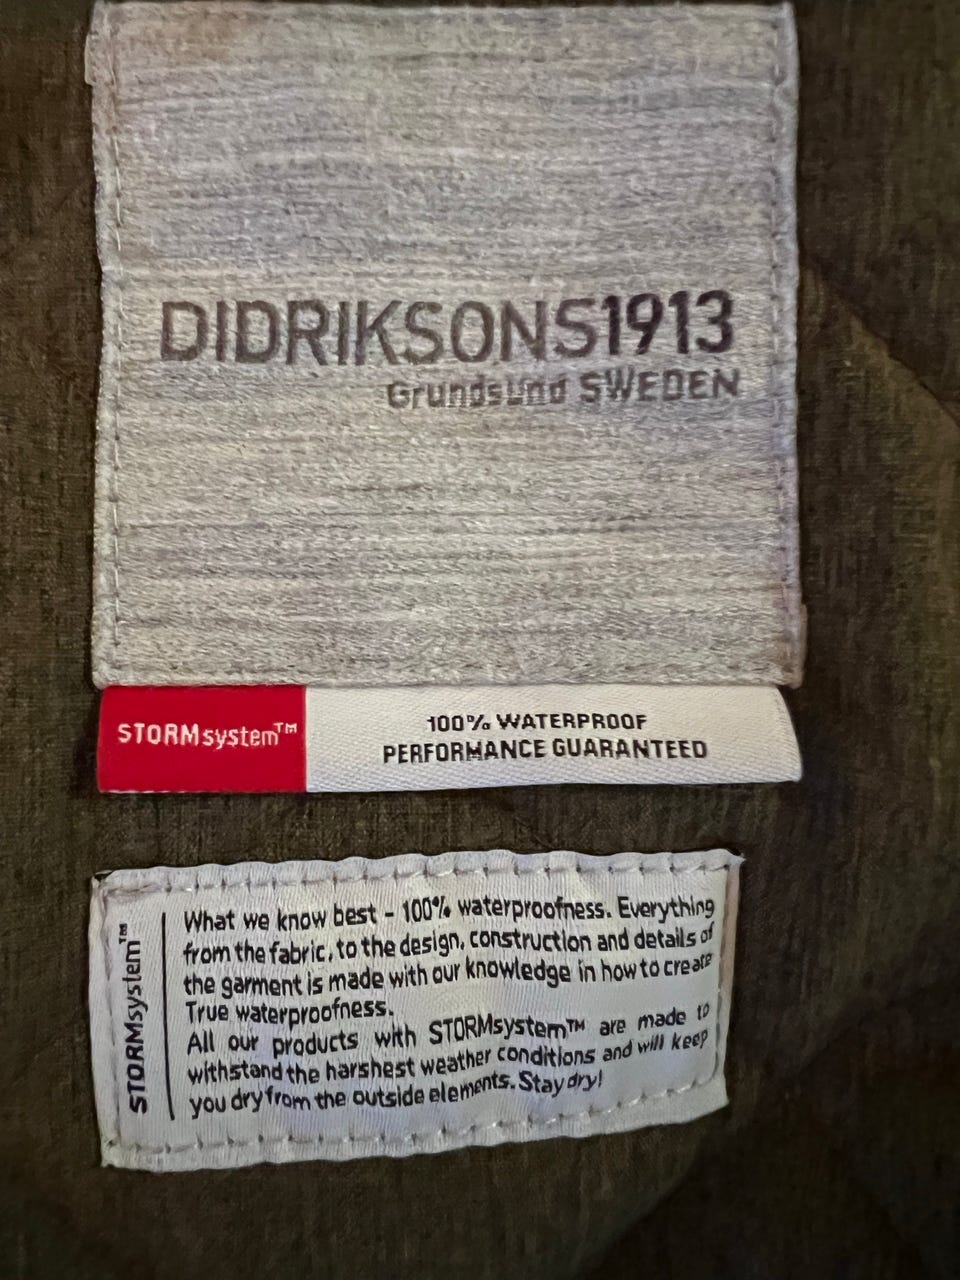 DIDRIKSONS1913
Grundsund SWEDEN
STORMsystem™
100% WATERPROOF
PERFORMANCE GUARANTEED
STORMsystem™
What we know best - 100% waterproofness. Everything
from the fabric, to the design, construction and details of
the garment is made with our knowledge in how to create
True waterproofness.
All our products with STORMsystem™ are made to
withstand the harshest weather conditions and will keep
you dry from the outside elements. Stay dry!